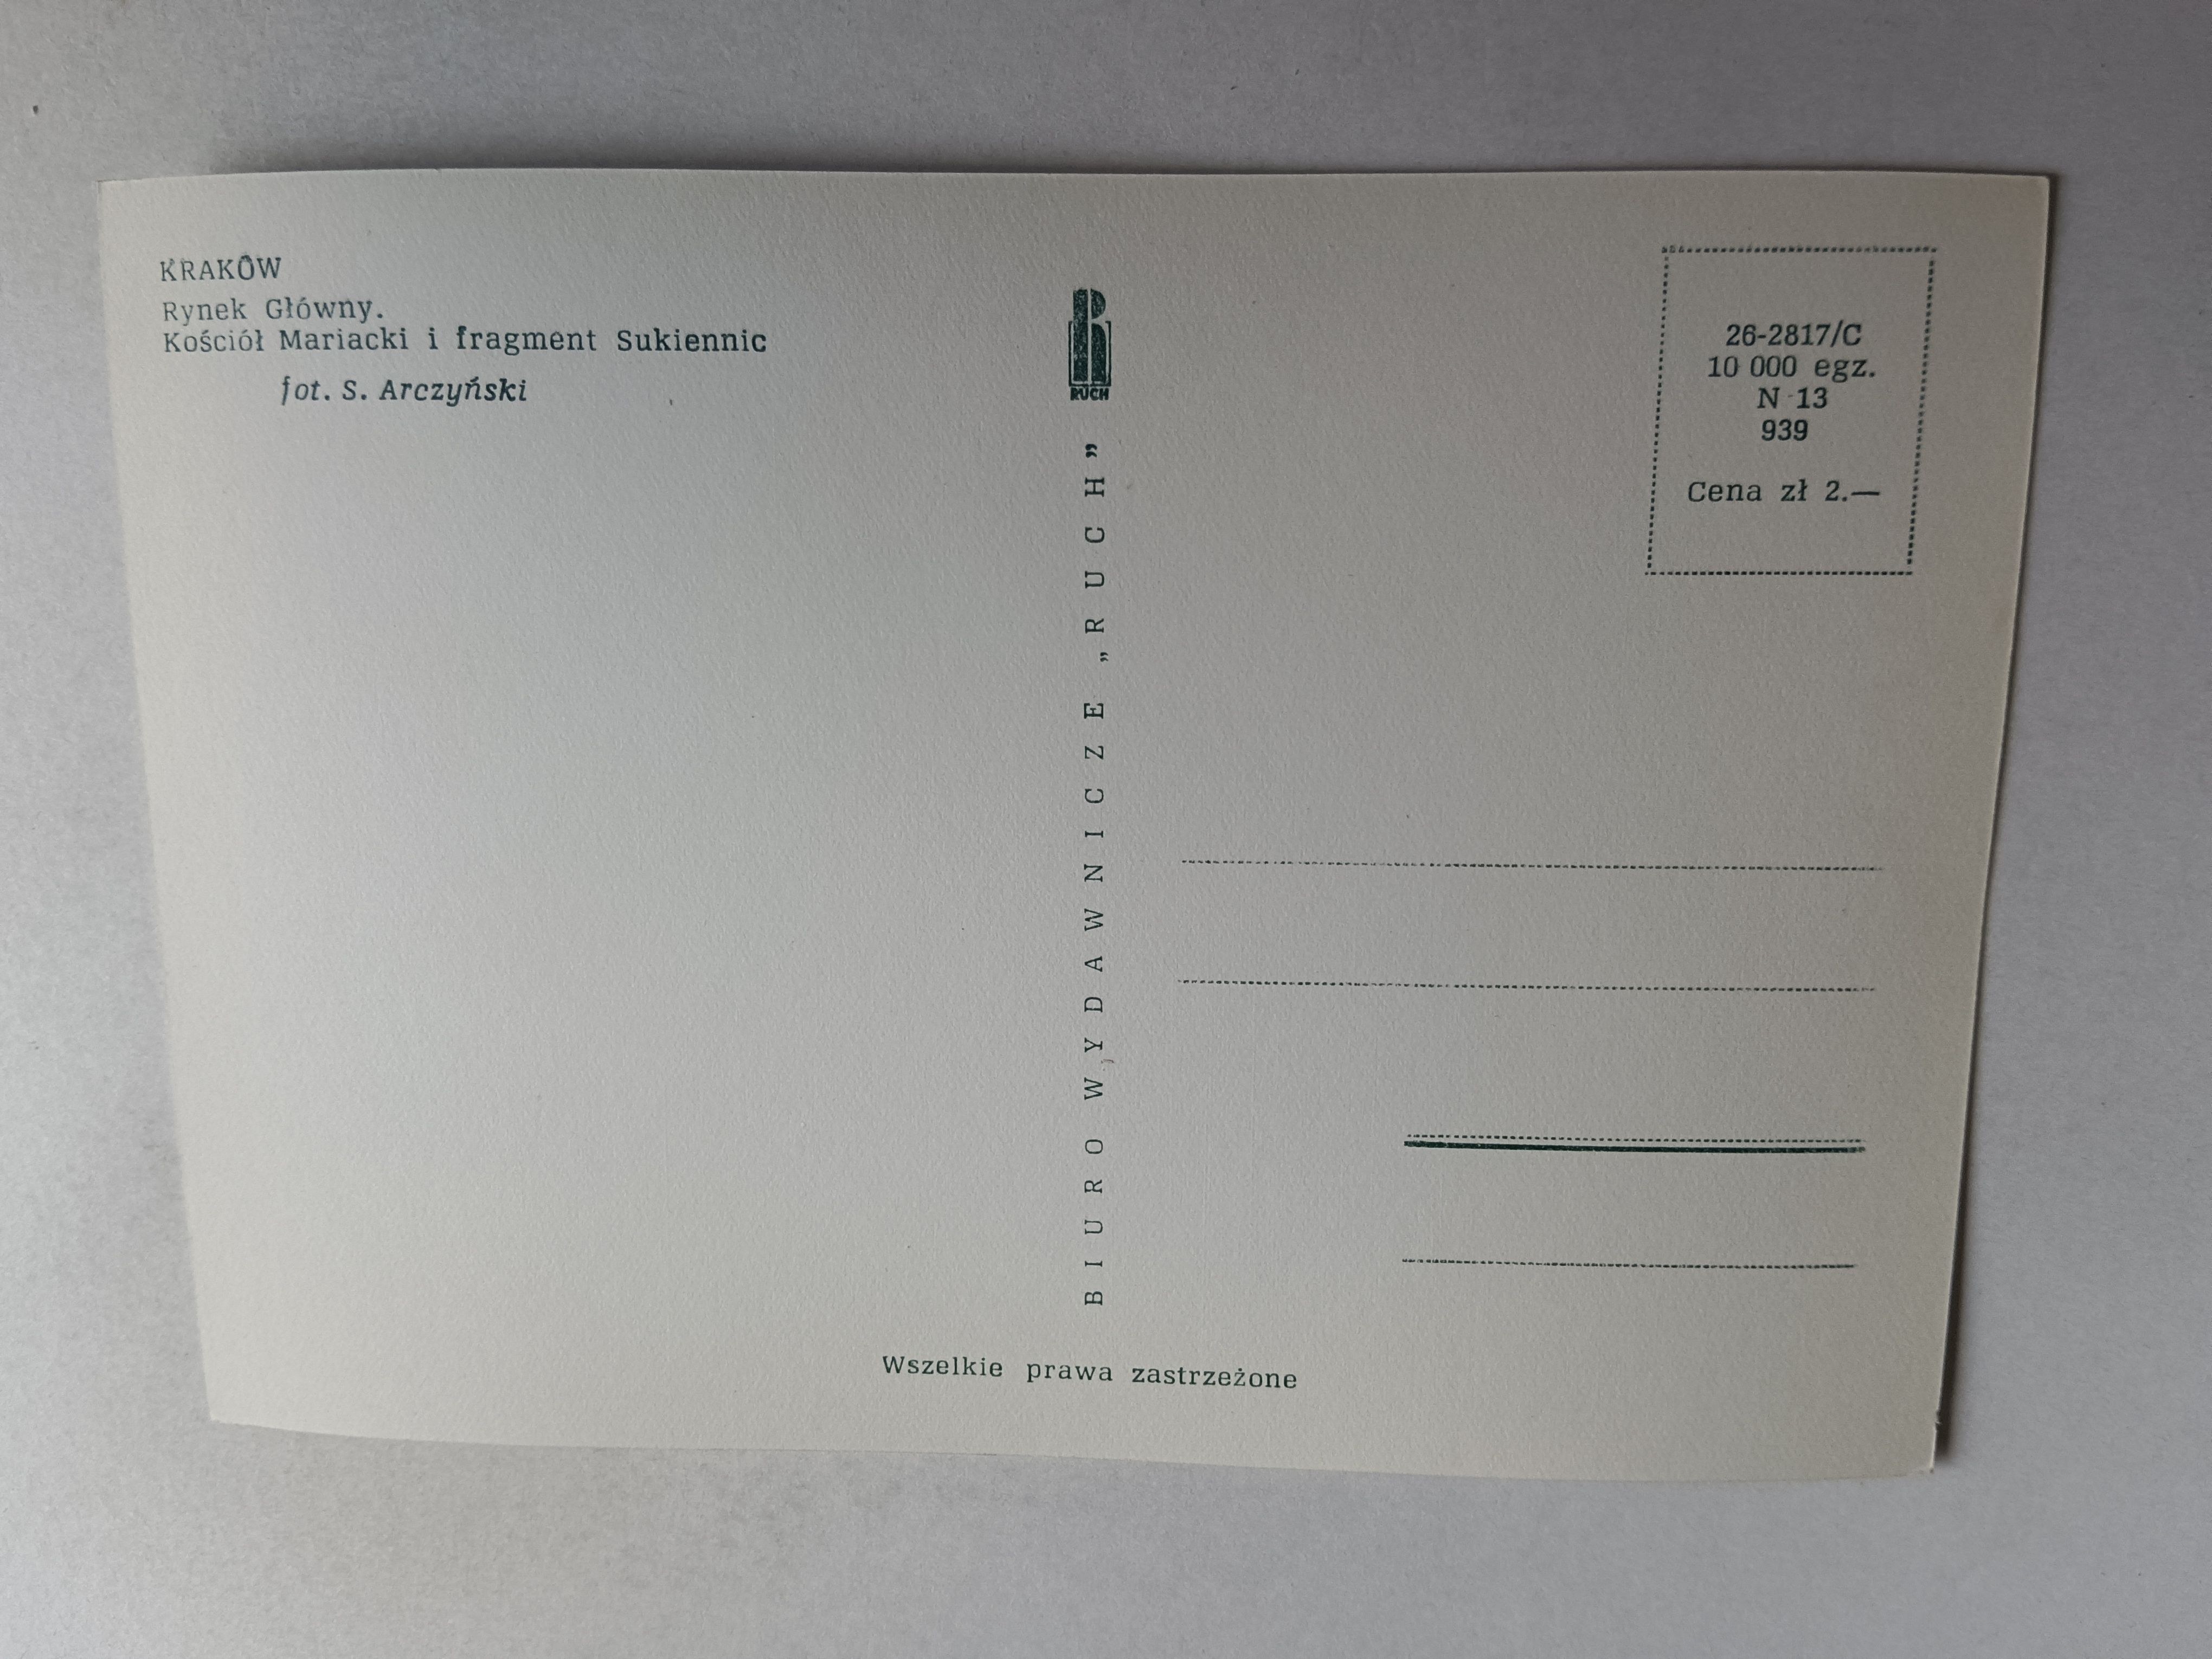 KRAKÓW
Rynek Główny.
Kościół Mariacki i fragment Sukiennic
fot. S. Arczyński
RUCH
BIURO WYDAWNICZE „RUCH”
26-2817/C
10 000 egz.
N 13
939
Cena zł 2.—
Wszelkie prawa zastrzeżone